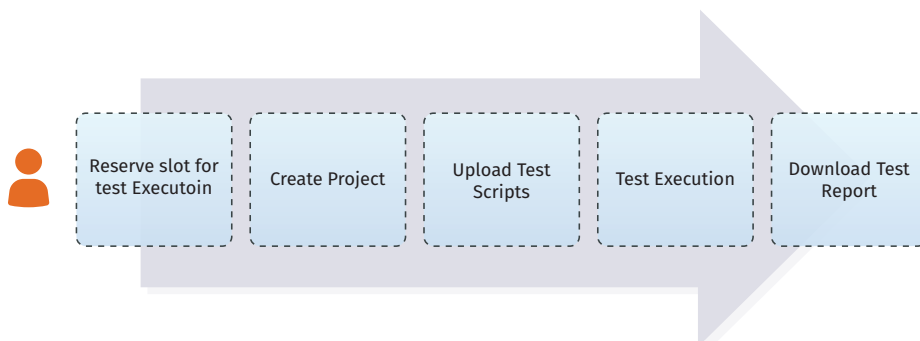 Reserve slot for
test Executoin
Create Project
Upload Test
Scripts
Test Execution
Download Test
Report